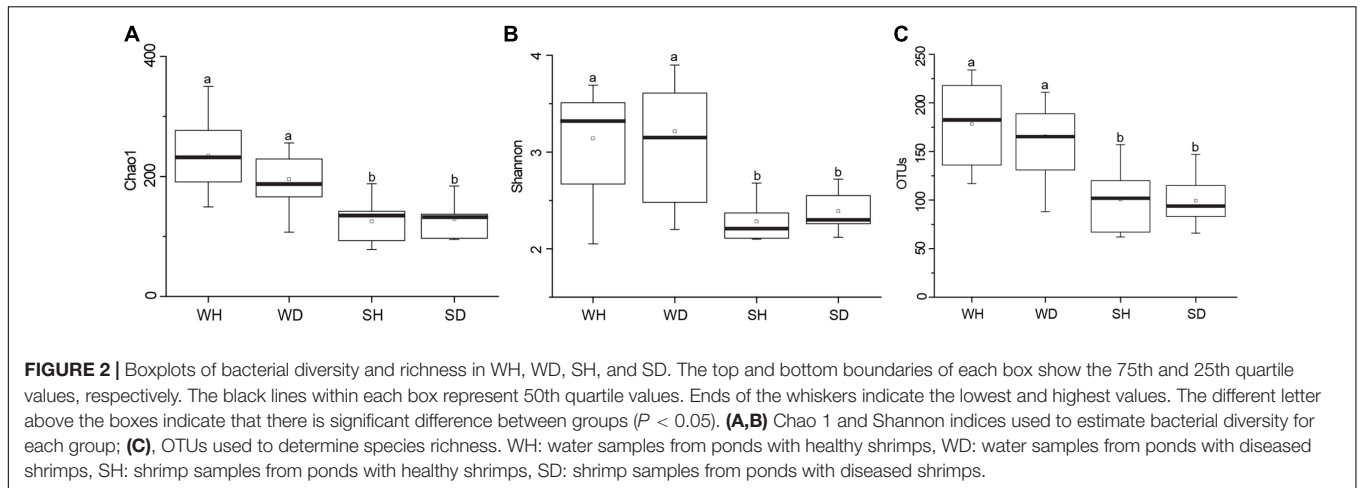 A
400
200
0
Chao1
a
a
b
b
WH WD SH SD
B
4
3
2
Shannon
a
a
b
b
WH WD SH SD
C
250
200
150
100
50
0
OTUs
a
a
b
b
WH WD SH SD
FIGURE 2 | Boxplots of bacterial diversity and richness in WH, WD, SH, and SD. The top and bottom boundaries of each box show the 75th and 25th quartile
values, respectively. The black lines within each box represent 50th quartile values. Ends of the whiskers indicate the lowest and highest values. The different letter
above the boxes indicate that there is significant difference between groups (P < 0.05). (A,B) Chao 1 and Shannon indices used to estimate bacterial diversity for
each group; (C), OTUs used to determine species richness. WH: water samples from ponds with healthy shrimps, WD: water samples from ponds with diseased
shrimps, SH: shrimp samples from ponds with healthy shrimps, SD: shrimp samples from ponds with diseased shrimps.